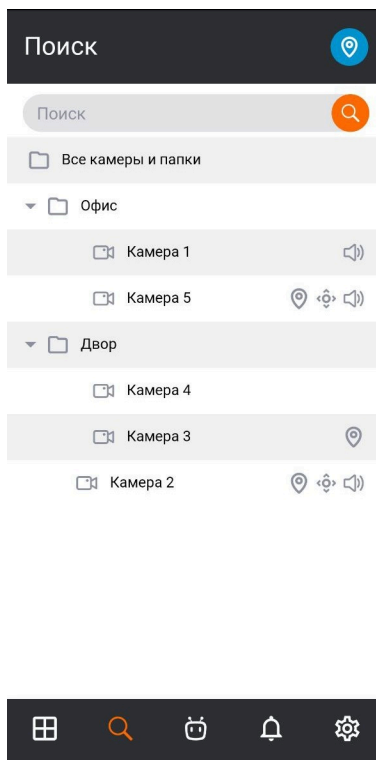 Поиск
Поиск
Все камеры и папки
Офис
Камера 1
Камера 5
Двор
Камера 4
Камера 3
Камера 2